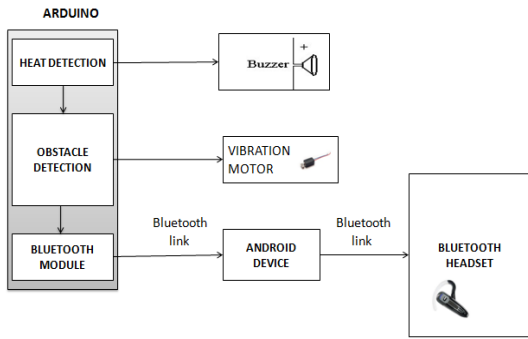 ARDUINO
HEAT DETECTION
+
Buzzer
OBSTACLE
DETECTION
VIBRATION
MOTOR
Bluetooth
link
Bluetooth
link
BLUETOOTH
MODULE
ANDROID
DEVICE
BLUETOOTH
HEADSET